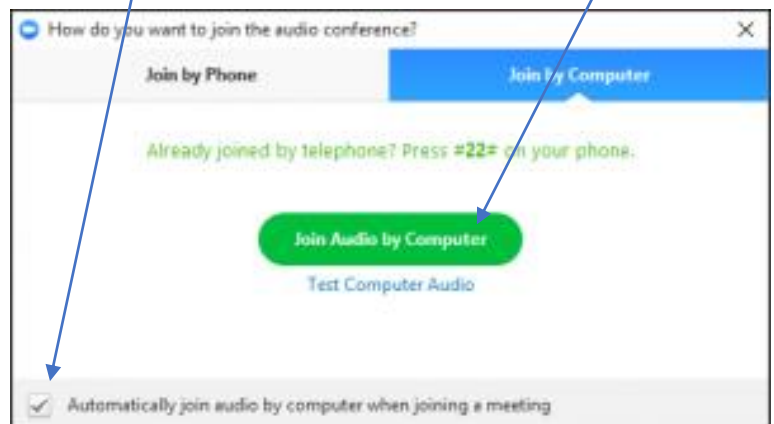 How do you want to join the audio conference?
Join by Phone
Join by Computer
Already joined by telephone? Press #22# on your phone.
Join Audio by Computer
Test Computer Audio
Automatically join audio by computer when joining a meeting